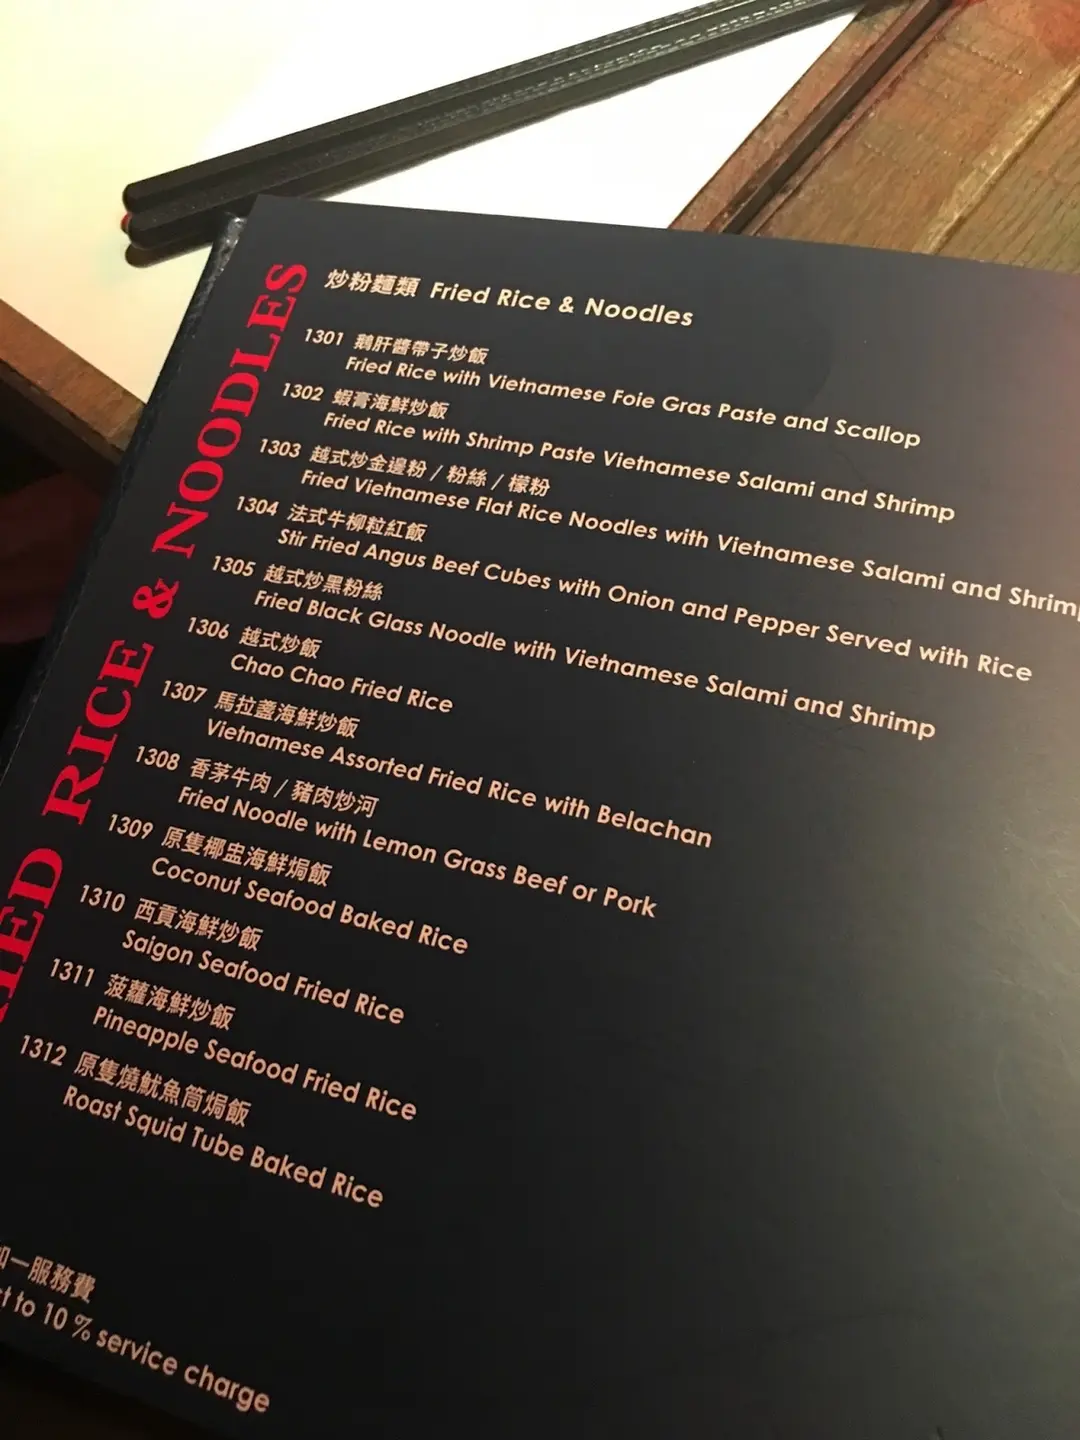 炒粉麵類 Fried Rice & Noodles
1301 鵝肝醬帶子炒飯
Fried Rice with Vietnamese Foie Gras Paste and Scallop
1302 蝦膏海鮮炒飯
Fried Rice with Shrimp Paste Vietnamese Salami and Shrimp
1303 越式炒金邊粉 / 粉絲 / 檬粉
Fried Vietnamese Flat Rice Noodles with Vietnamese Salami and Shrimp
1304 法式牛柳粒紅飯
Stir Fried Angus Beef Cubes with Onion and Pepper Served with Rice
1305 越式炒黑粉絲
Fried Black Glass Noodle with Vietnamese Salami and Shrimp
1306 越式炒飯
Chao Chao Fried Rice
1307 馬拉盞海鮮炒飯
Vietnamese Assorted Fried Rice with Belachan
1308 香茅牛肉 / 豬肉炒河
Fried Noodle with Lemon Grass Beef or Pork
1309 原隻椰盅海鮮焗飯
Coconut Seafood Baked Rice
1310 西貢海鮮炒飯
Saigon Seafood Fried Rice
1311 菠蘿海鮮炒飯
Pineapple Seafood Fried Rice
1312 原隻燒魷魚筒焗飯
Roast Squid Tube Baked Rice
RICE & NOODLES
一服務費
to 10 % service charge